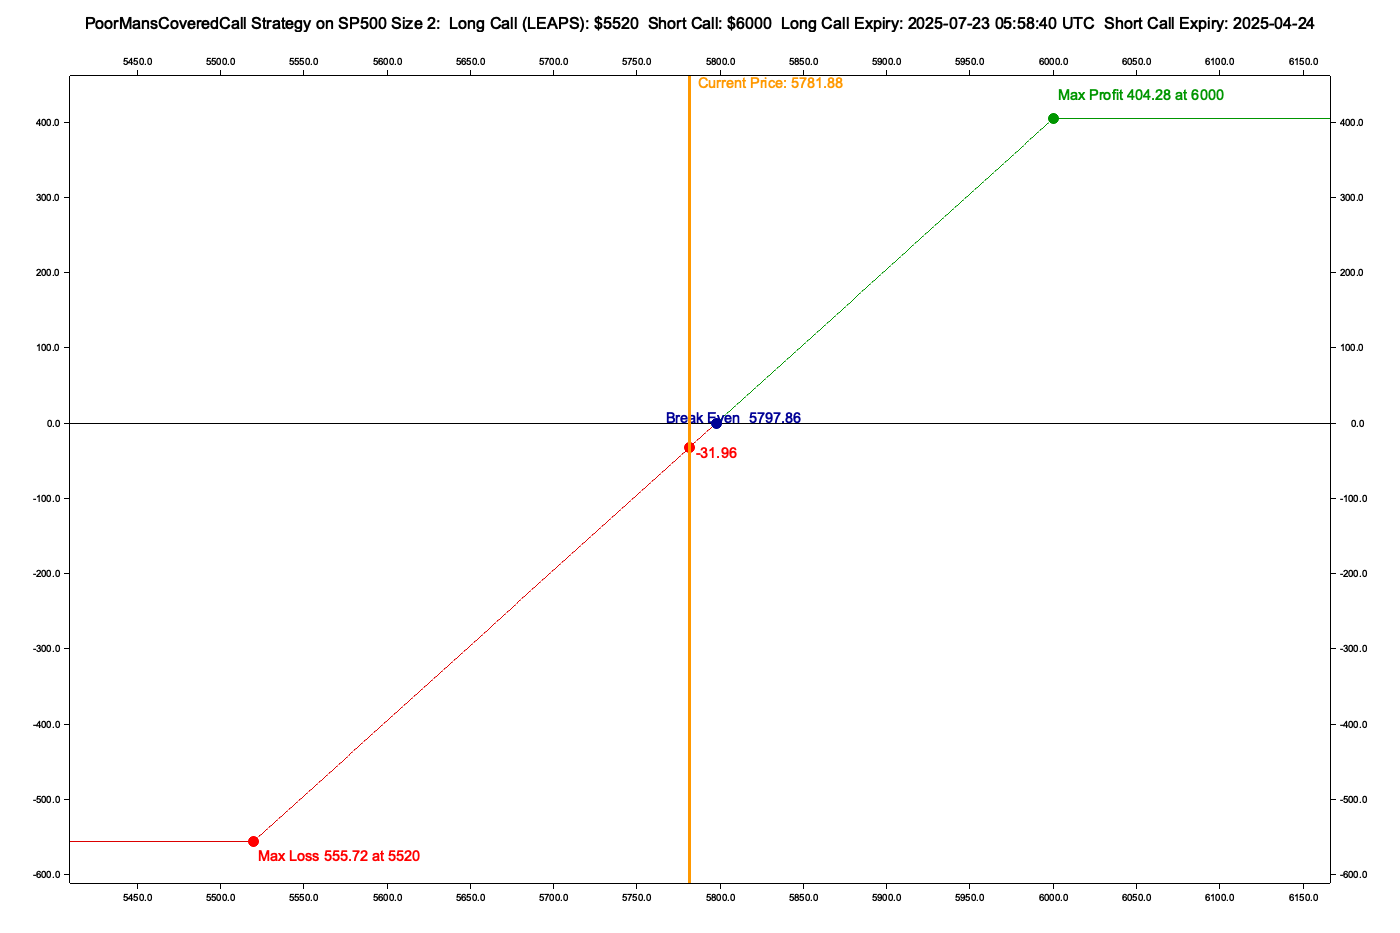 PoorMansCoveredCall Strategy on SP500 Size 2:  Long Call (LEAPS): $5520  Short Call: $6000  Long Call Expiry: 2025-07-23 05:58:40 UTC  Short Call Expiry: 2025-04-24
5450.0 5500.0 5550.0 5600.0 5650.0 5700.0 5750.0 5800.0 5850.0 5900.0 5950.0 6000.0 6050.0 6100.0 6150.0
Current Price: 5781.88
Max Profit 404.28 at 6000
400.0 400.0
300.0 300.0
200.0 200.0
100.0 100.0
Break Even  5797.86
0.0 0.0
-31.96
-100.0 -100.0
-200.0 -200.0
-300.0 -300.0
-400.0 -400.0
-500.0 -500.0
Max Loss 555.72 at 5520
-600.0 -600.0
5450.0 5500.0 5550.0 5600.0 5650.0 5700.0 5750.0 5800.0 5850.0 5900.0 5950.0 6000.0 6050.0 6100.0 6150.0